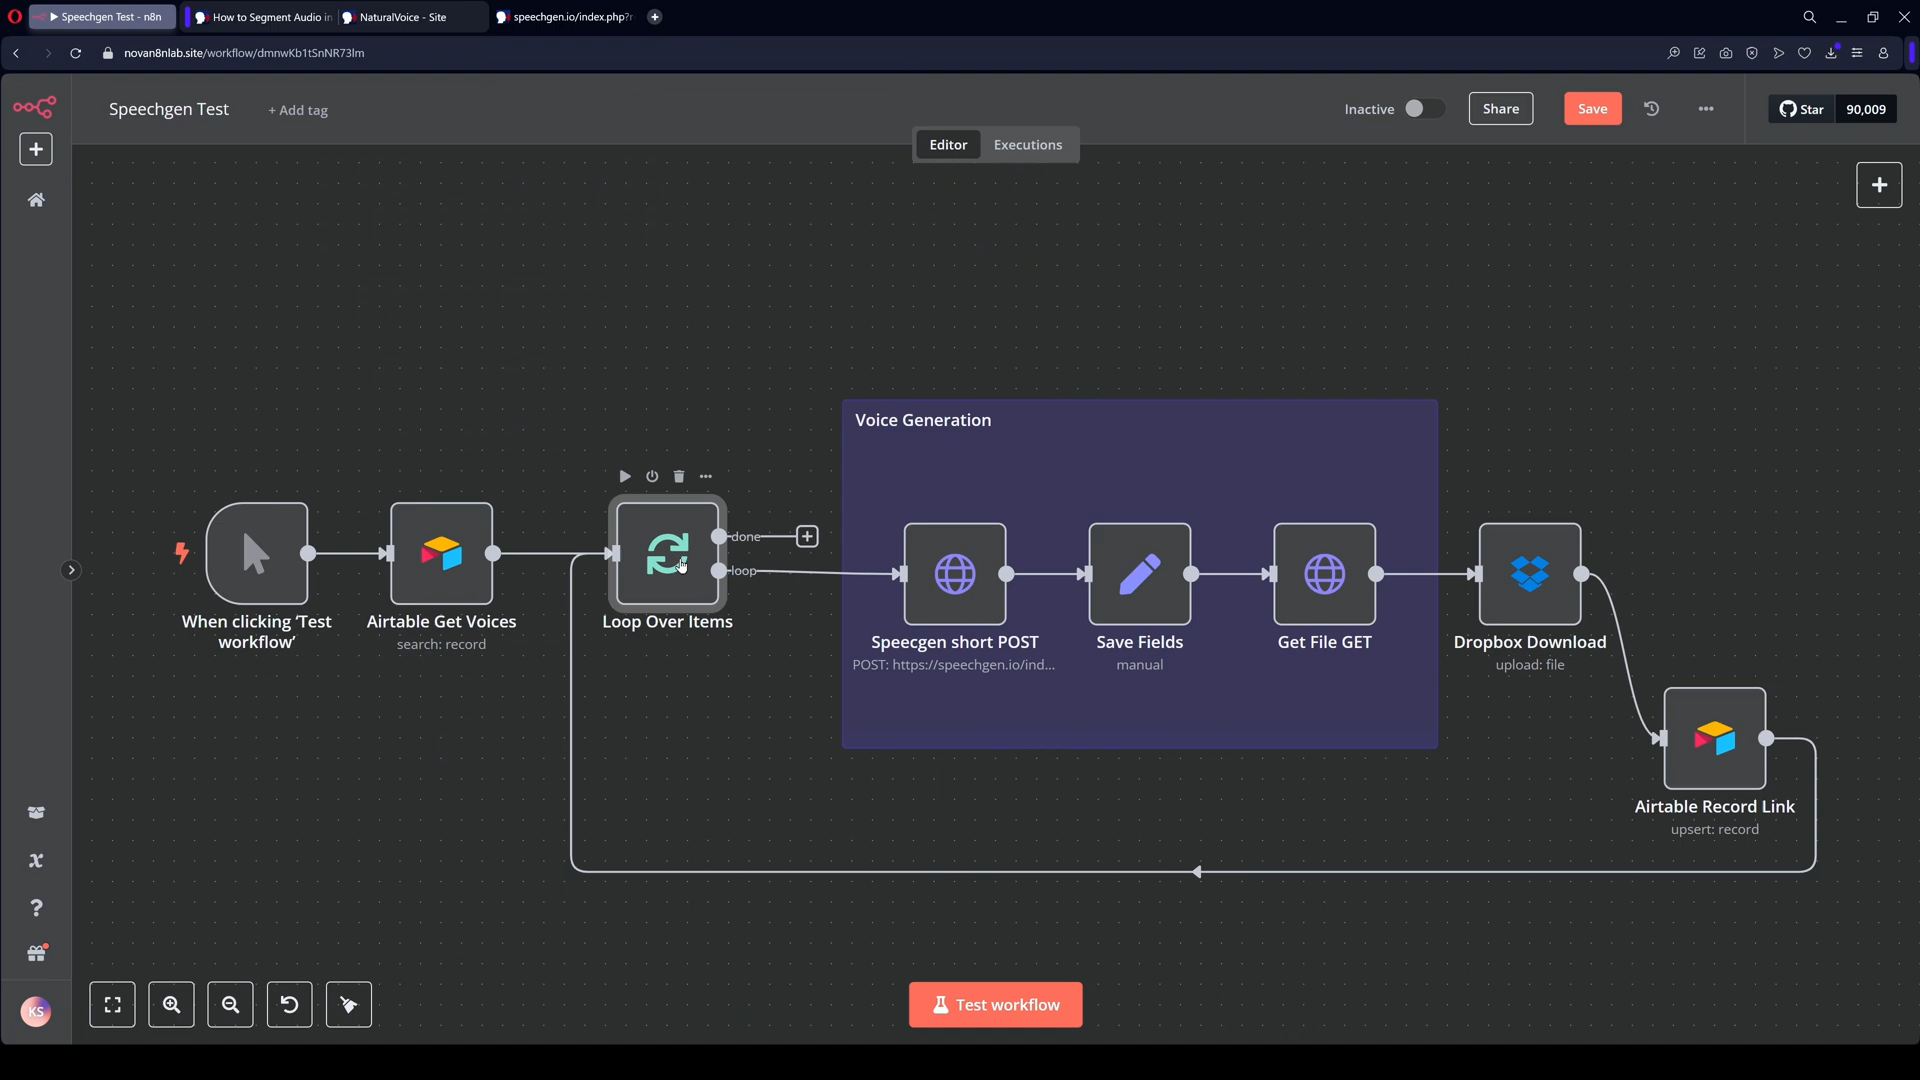 Speechgen Test - n8n
How to Segment Audio in
NaturalVoice - Site
speechgen.io/index.php?r
novan8nlab.site/workflow/dmnwKb1tSnNR73lm
Speechgen Test
+ Add tag
Inactive
Share
Save
Star
90,009
Editor
Executions
Voice Generation
done
loop
When clicking ‘Test
workflow’
Airtable Get Voices
search: record
Loop Over Items
Speecgen short POST
POST: https://speechgen.io/ind...
Save Fields
manual
Get File GET
Dropbox Download
upload: file
Airtable Record Link
upsert: record
KS
Test workflow